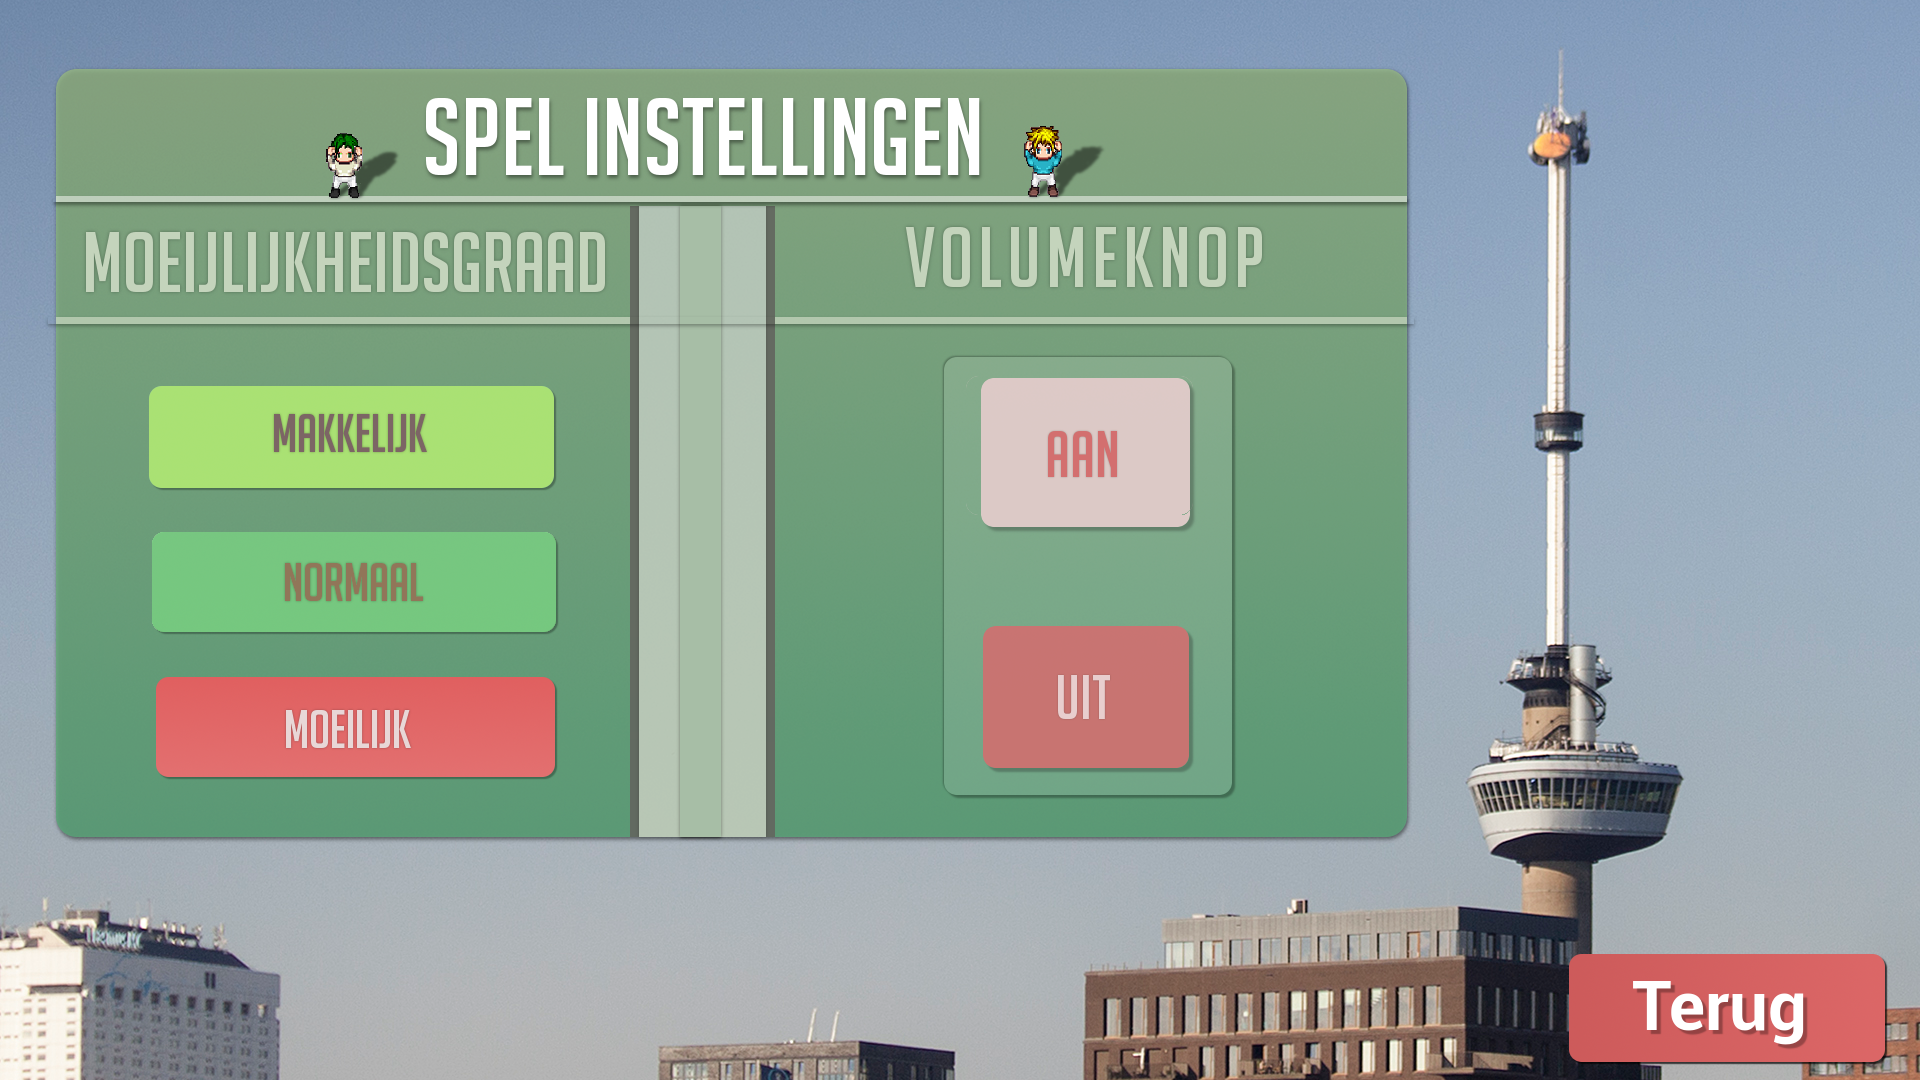 SPEL INSTELLINGEN
MOEIJLIJKHEIDSGRAAD
VOLUMEKNOP
MAKKELIJK
NORMAAL
MOEILIJK
AAN
UIT
Terug